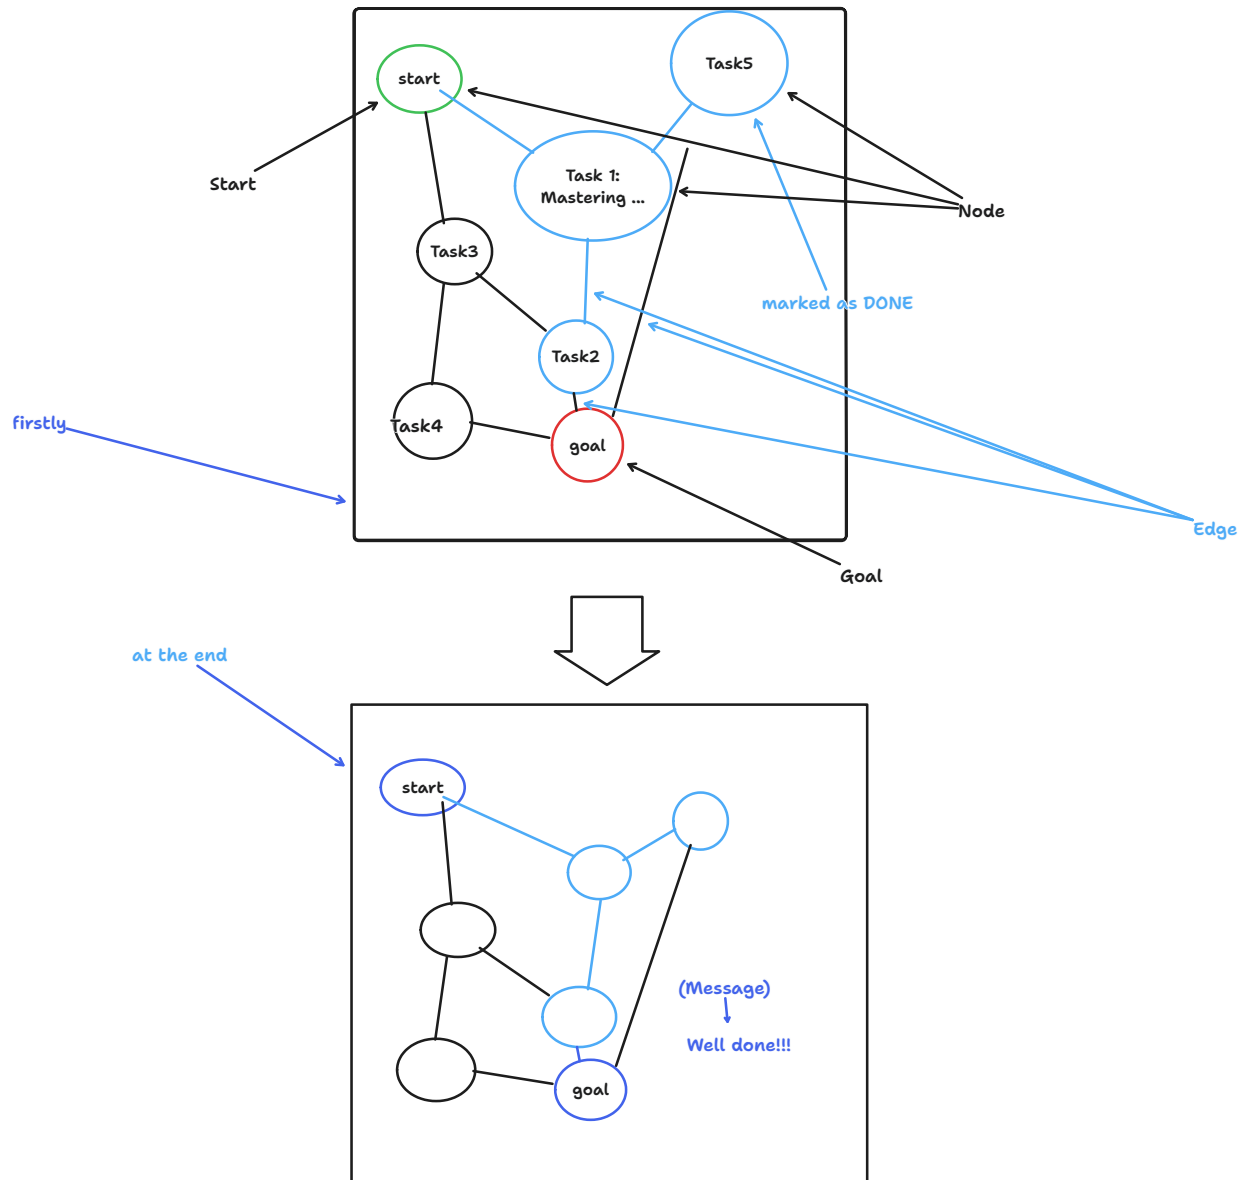 start
Task5
Task 1:
Mastering ...
Start
Node
Task3
marked as DONE
Task2
firstly
Task4
goal
Edge
Goal
at the end
start
(Message)
Well done!!!
goal